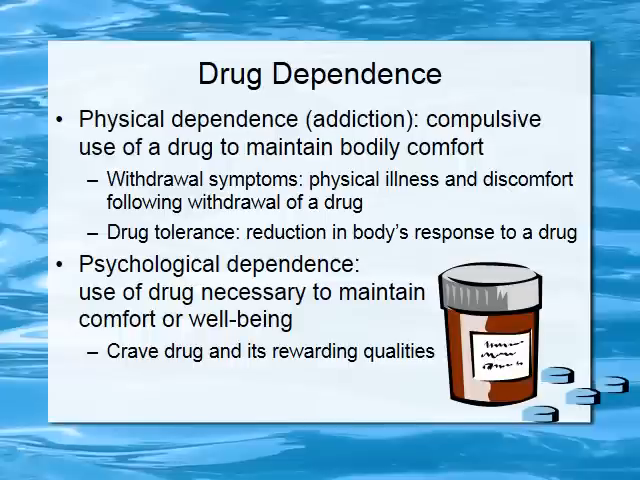 Drug Dependence
• Physical dependence (addiction): compulsive
use of a drug to maintain bodily comfort
– Withdrawal symptoms: physical illness and discomfort
following withdrawal of a drug
– Drug tolerance: reduction in body's response to a drug
• Psychological dependence:
use of drug necessary to maintain
comfort or well-being
– Crave drug and its rewarding qualities